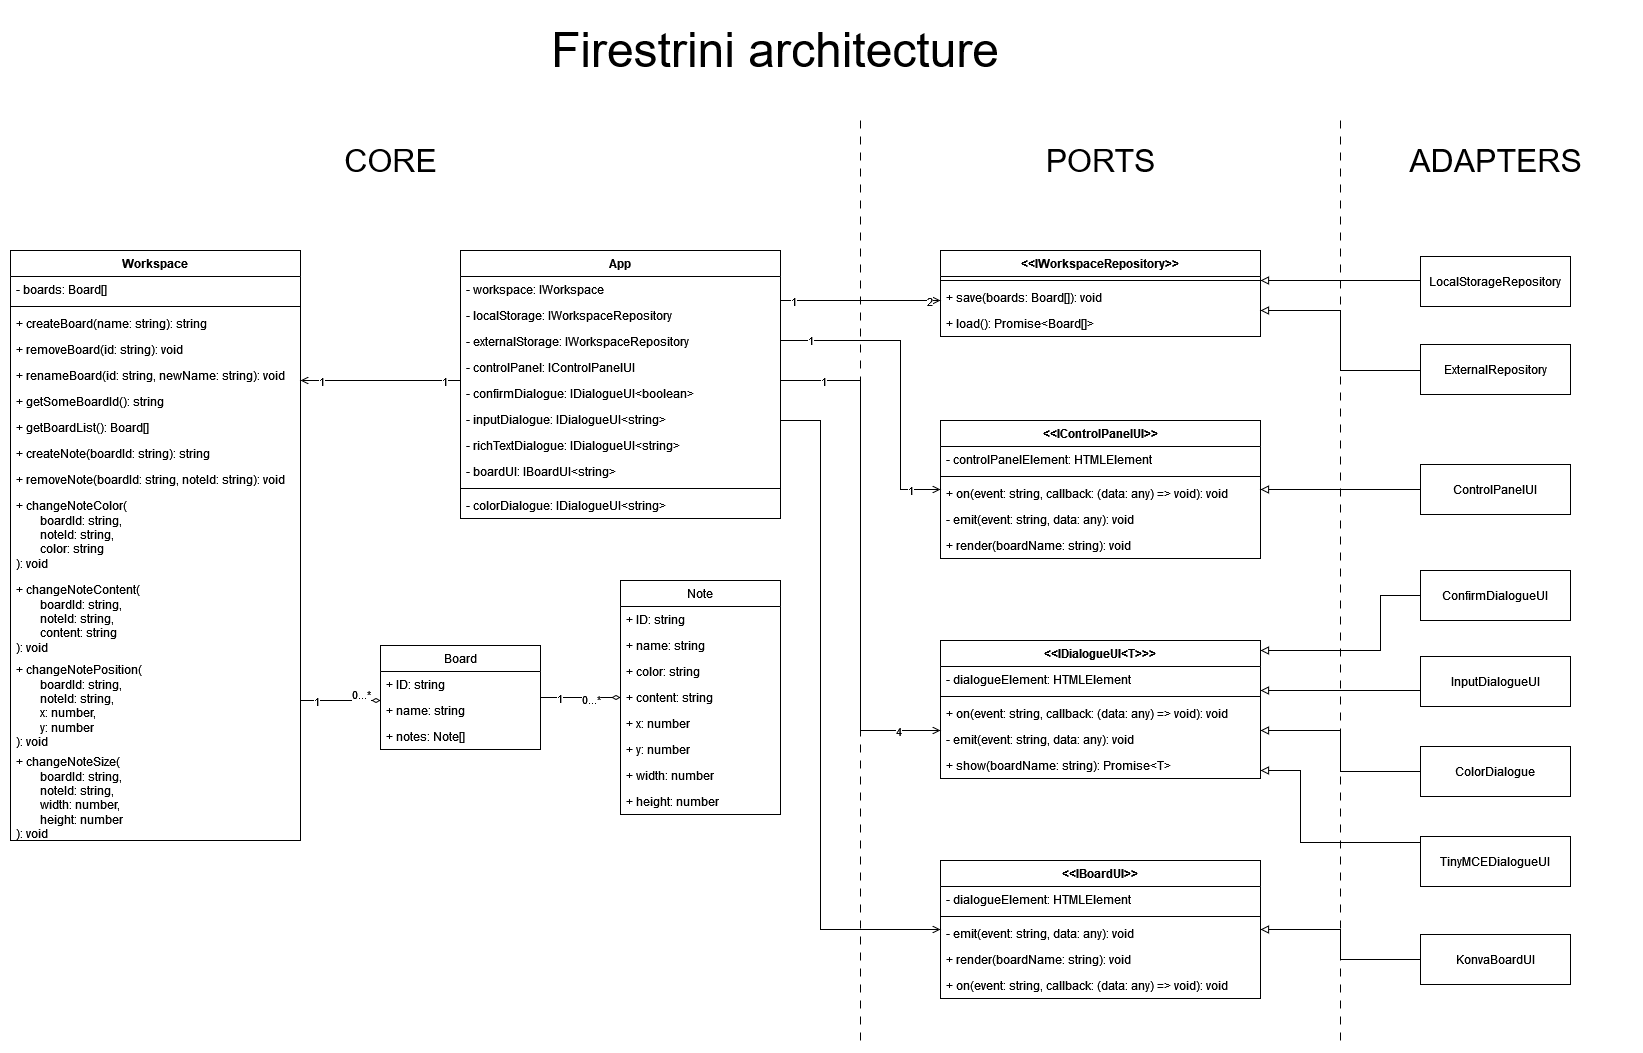 Firestrini architecture
CORE
PORTS
ADAPTERS
Workspace
- boards: Board[]
+ createBoard(name: string): string
+ removeBoard(id: string): void
+ renameBoard(id: string, newName: string): void
+ getSomeBoardId(): string
+ getBoardList(): Board[]
+ createNote(boardId: string): string
+ removeNote(boardId: string, noteId: string): void
+ changeNoteColor(
boardId: string,
noteId: string,
color: string
): void
+ changeNoteContent(
boardId: string,
noteId: string,
content: string
): void
+ changeNotePosition(
boardId: string,
noteId: string,
x: number,
y: number
): void
+ changeNoteSize(
boardId: string,
noteId: string,
width: number,
height: number
): void
1
1
App
- workspace: IWorkspace
- localStorage: IWorkspaceRepository
- externalStorage: IWorkspaceRepository
- controlPanel: IControlPanelUI
- confirmDialogue: IDialogueUI<boolean>
- inputDialogue: IDialogueUI<string>
- richTextDialogue: IDialogueUI<string>
- boardUI: IBoardUI<string>
- colorDialogue: IDialogueUI<string>
1
0...*
Board
+ ID: string
+ name: string
+ notes: Note[]
1
0...*
Note
+ ID: string
+ name: string
+ color: string
+ content: string
+ x: number
+ y: number
+ width: number
+ height: number
1
2
1
1
1
4
<<IWorkspaceRepository>>
+ save(boards: Board[]): void
+ load(): Promise<Board[]>
<<IControlPanelUI>>
- controlPanelElement: HTMLElement
+ on(event: string, callback: (data: any) => void): void
- emit(event: string, data: any): void
+ render(boardName: string): void
<<IDialogueUI<T>>>
- dialogueElement: HTMLElement
+ on(event: string, callback: (data: any) => void): void
- emit(event: string, data: any): void
+ show(boardName: string): Promise<T>
<<IBoardUI>>
- dialogueElement: HTMLElement
- emit(event: string, data: any): void
+ render(boardName: string): void
+ on(event: string, callback: (data: any) => void): void
LocalStorageRepository
ExternalRepository
ControlPanelUI
ConfirmDialogueUI
InputDialogueUI
ColorDialogue
TinyMCEDialogueUI
KonvaBoardUI